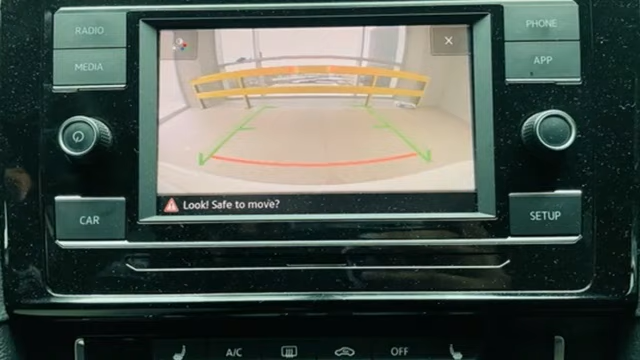 RADIO
PHONE
MEDIA
APP
×
Look! Safe to move?
CAR
SETUP
A/C
OFF